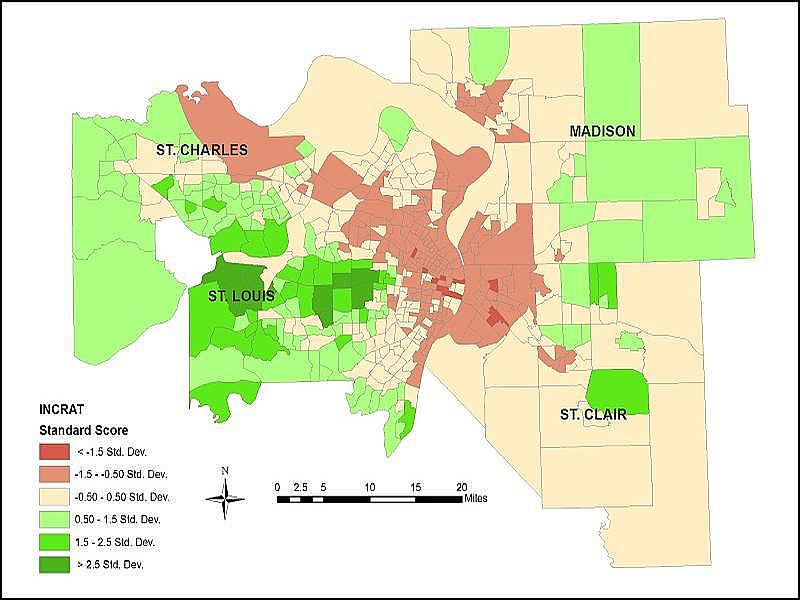 MADISON
ST. CHARLES
ST. LOUIS
ST. CLAIR
INCRAT
Standard Score
< -1.5 Std. Dev.
-1.5 - -0.50 Std. Dev.
-0.50 - 0.50 Std. Dev.
0.50 - 1.5 Std. Dev.
1.5 - 2.5 Std. Dev.
> 2.5 Std. Dev.
N
0 2.5 5 10 15 20
Miles